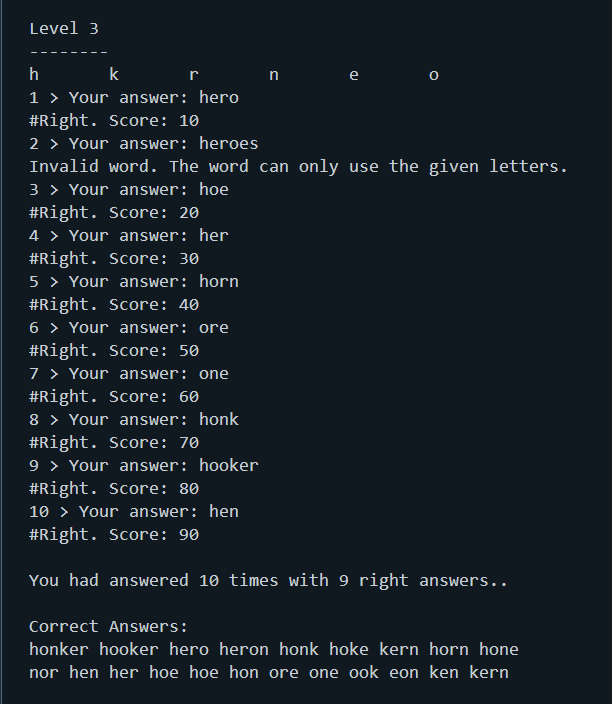 Level 3
--------
h k r n e o
1 > Your answer: hero
#Right. Score: 10
2 > Your answer: heroes
Invalid word. The word can only use the given letters.
3 > Your answer: hoe
#Right. Score: 20
4 > Your answer: her
#Right. Score: 30
5 > Your answer: horn
#Right. Score: 40
6 > Your answer: ore
#Right. Score: 50
7 > Your answer: one
#Right. Score: 60
8 > Your answer: honk
#Right. Score: 70
9 > Your answer: hooker
#Right. Score: 80
10 > Your answer: hen
#Right. Score: 90
You had answered 10 times with 9 right answers..
Correct Answers:
honker hooker hero heron honk hoke kern horn hone
nor hen her hoe hoe hon ore one ook eon ken kern